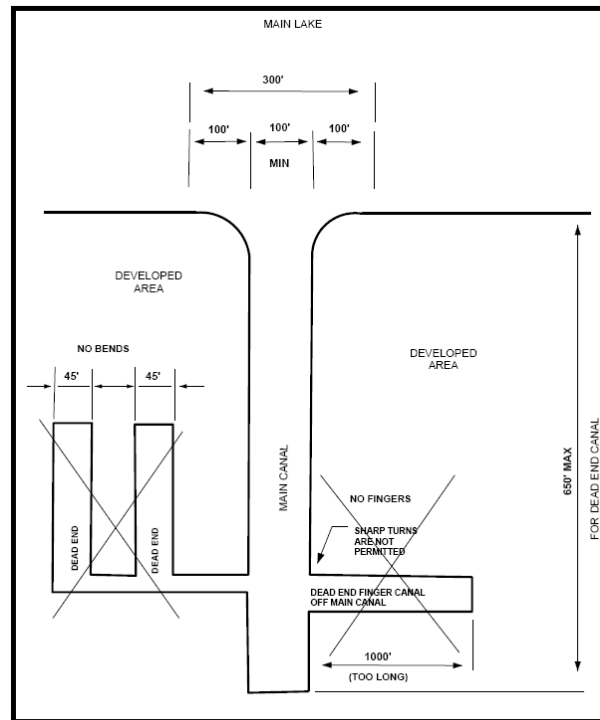 MAIN LAKE
300'
100'
100'
100'
MIN
DEVELOPED
AREA
NO BENDS
45'
45'
DEVELOPED
AREA
DEAD END
DEAD END
MAIN CANAL
NO FINGERS
SHARP TURNS
ARE NOT
PERMITTED
DEAD END FINGER CANAL
OFF MAIN CANAL
1000'
(TOO LONG)
650' MAX
FOR DEAD END CANAL